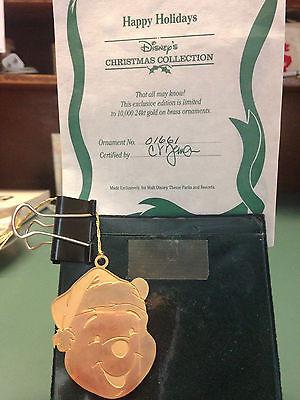 Happy Holidays
Disney's
CHRISTMAS COLLECTION
That all may know!
This exclusive edition is limited
to 10,000 24kt gold on brass ornaments.
Ornament No. 01661
Certified by
Made Exclusively for Walt Disney Theme Parks and Resorts.